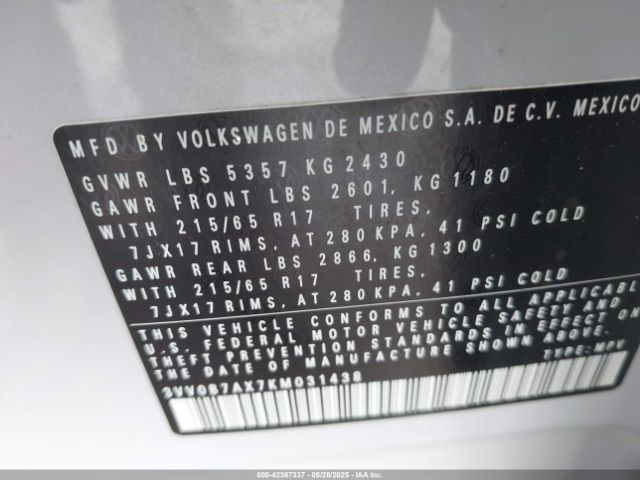 MFD BY VOLKSWAGEN DE MEXICO S.A. DE C.V. MEXICO
GVWR LBS 5357 KG 2430
GAWR FRONT LBS 2601, KG 1180
WITH 215/65 R17 TIRES.
7JX17 RIMS, AT 280 KPA, 41 PSI COLD
GAWR REAR LBS 2866, KG 1300
WITH 215/65 R17 TIRES.
7JX17 RIMS, AT 280 KPA, 41 PSI COLD
THIS VEHICLE CONFORMS TO ALL APPLICABL
U.S. FEDERAL MOTOR VEHICLE SAFETY AND
THEFT PREVENTION STANDARD IN EFFECT ON
THE DATE OF MANUFACTURE SHOWN ABOVE.
TYPE: MPV
3VV0B7AX7KM031438
000-42367337 - 05/28/2025 - IAAI.COM